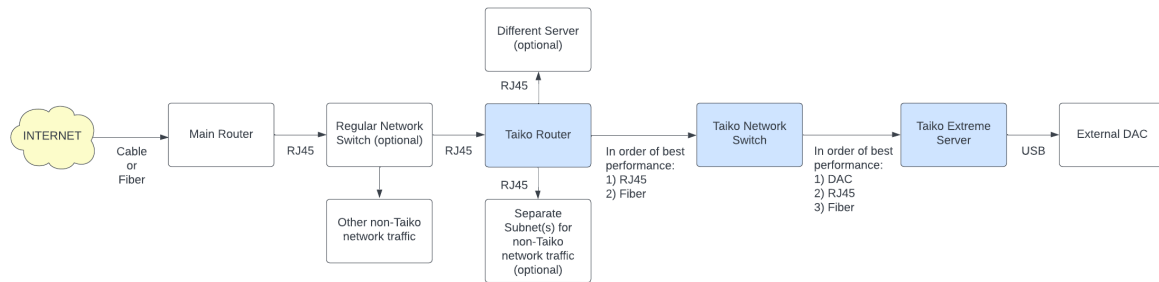 Different Server
(optional)
RJ45
INTERNET
Cable
or
Fiber
Main Router
RJ45
Regular Network
Switch (optional)
RJ45
Taiko Router
In order of best
performance:
1) RJ45
2) Fiber
Taiko Network
Switch
In order of best
performance:
1) DAC
2) RJ45
3) Fiber
Taiko Extreme
Server
USB
External DAC
Other non-Taiko
network traffic
RJ45
Separate
Subnet(s) for
non-Taiko
network traffic
(optional)